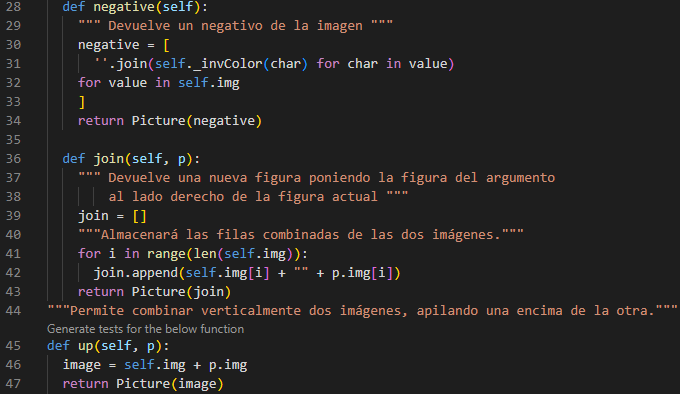 28 def negative(self):
29 """ Devuelve un negativo de la imagen """
30 negative = [
31 ''.join(self._invColor(char) for char in value)
32 for value in self.img
33 ]
34 return Picture(negative)
35
36 def join(self, p):
37 """ Devuelve una nueva figura poniendo la figura del argumento
38 al lado derecho de la figura actual """
39 join = []
40 """Almacenará las filas combinadas de las dos imágenes."""
41 for i in range(len(self.img)):
42 join.append(self.img[i] + "" + p.img[i])
43 return Picture(join)
44 """Permite combinar verticalmente dos imágenes, apilando una encima de la otra."""
Generate tests for the below function
45 def up(self, p):
46 image = self.img + p.img
47 return Picture(image)